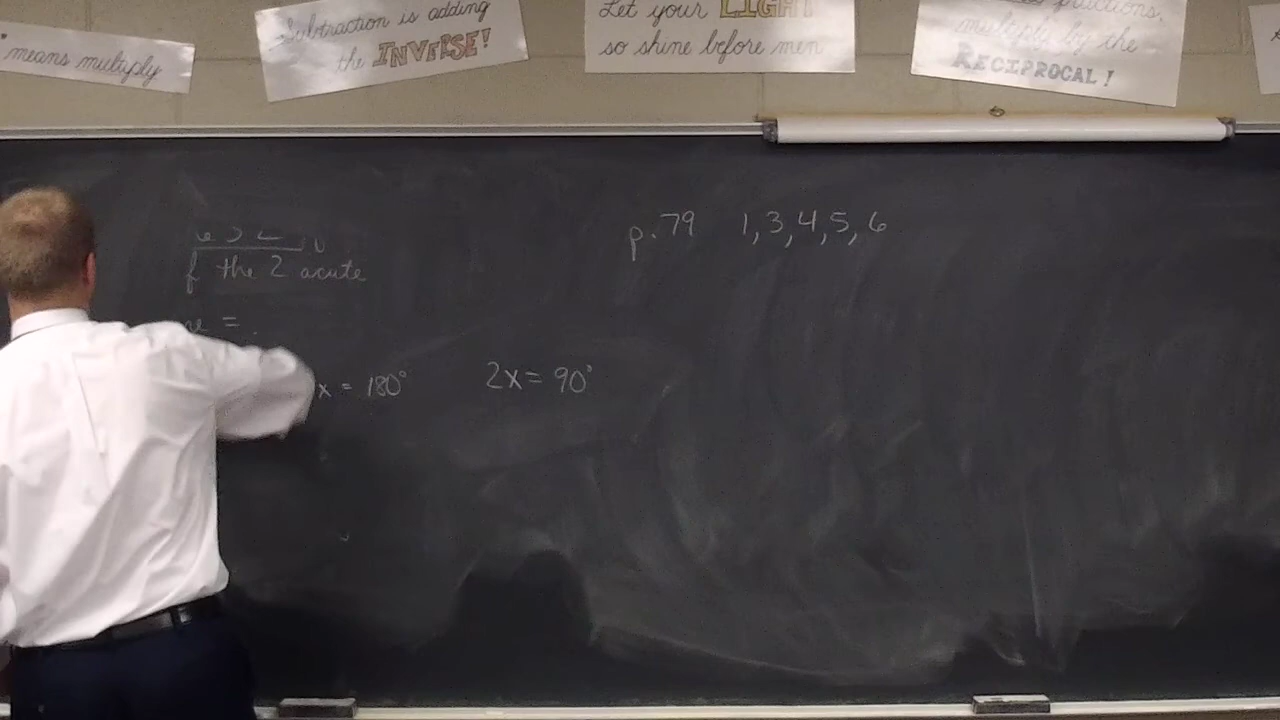 means multiply
Subtraction is adding
the INVERSE!
Let your LIGHT
so shine before men
fractions,
multiply by the
RECIPROCAL!
p.79 1,3,4,5,6
f the 2 acute
x = 180°
2x = 90°